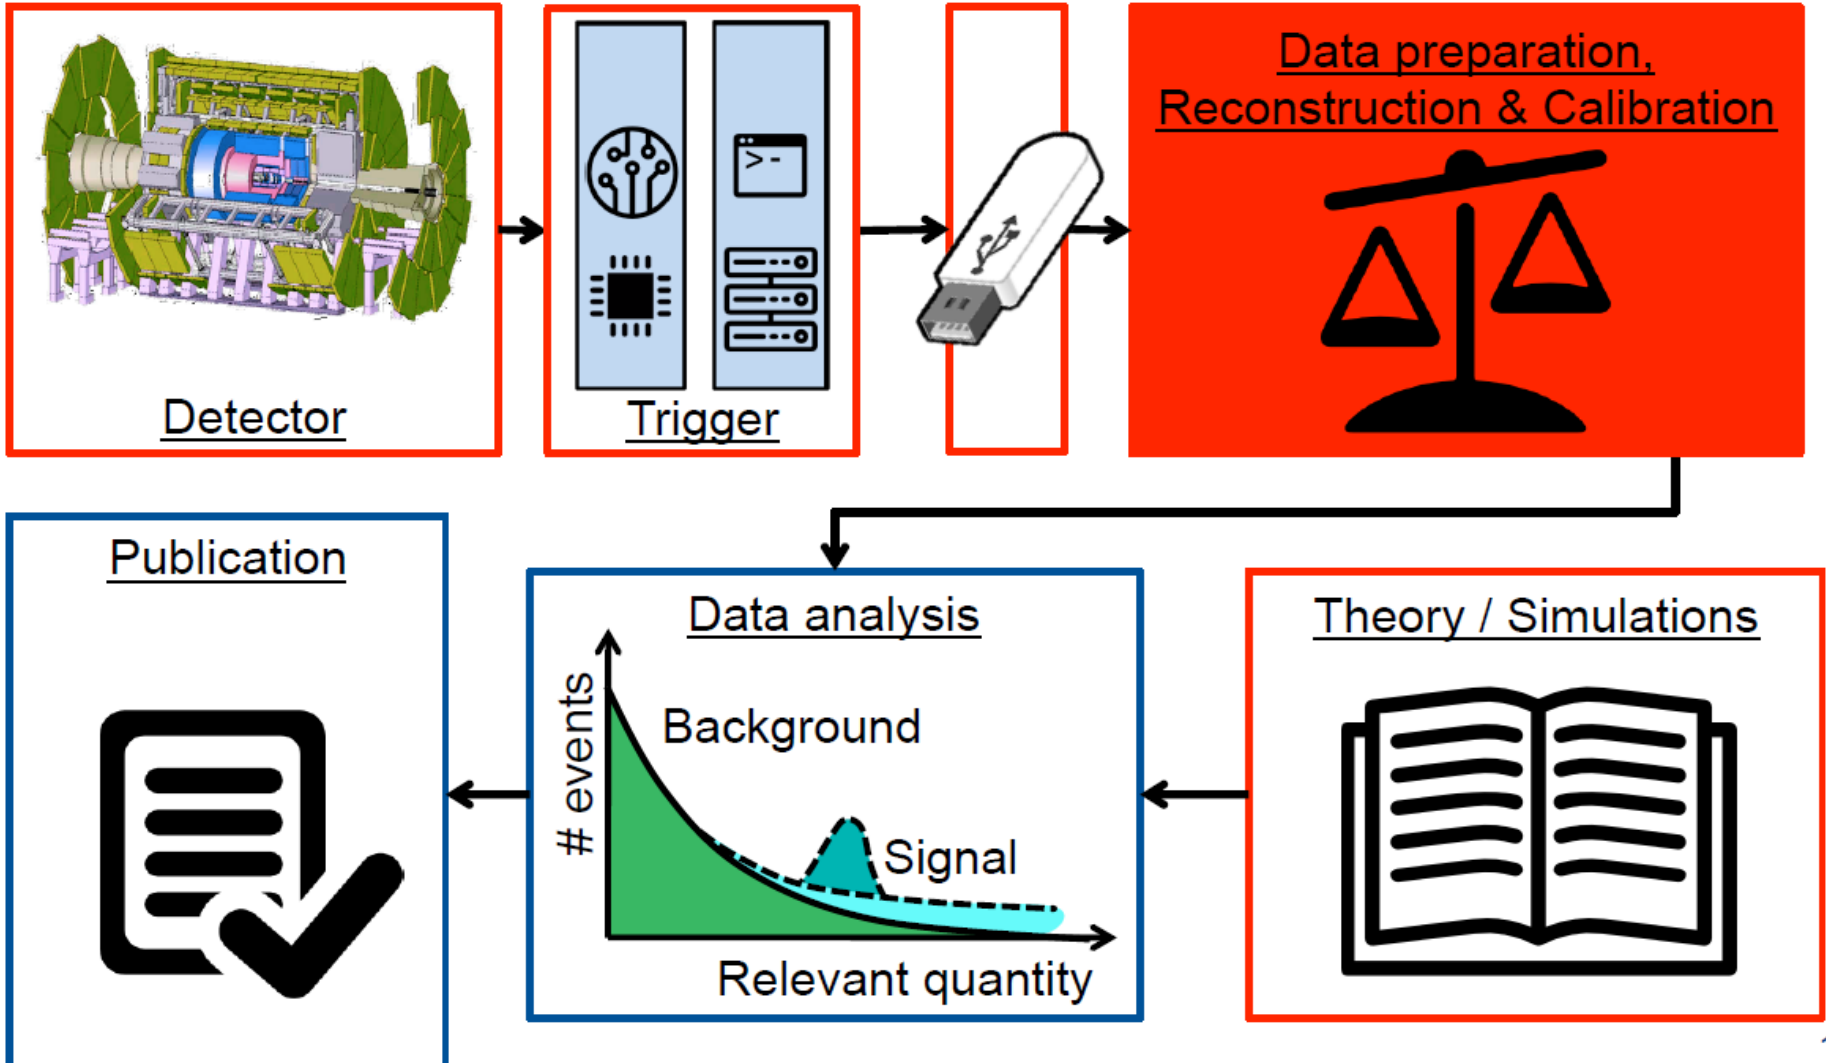 Detector
>-
Trigger
Data preparation,
Reconstruction & Calibration
Publication
Data analysis
# events
Background
Signal
Relevant quantity
Theory / Simulations